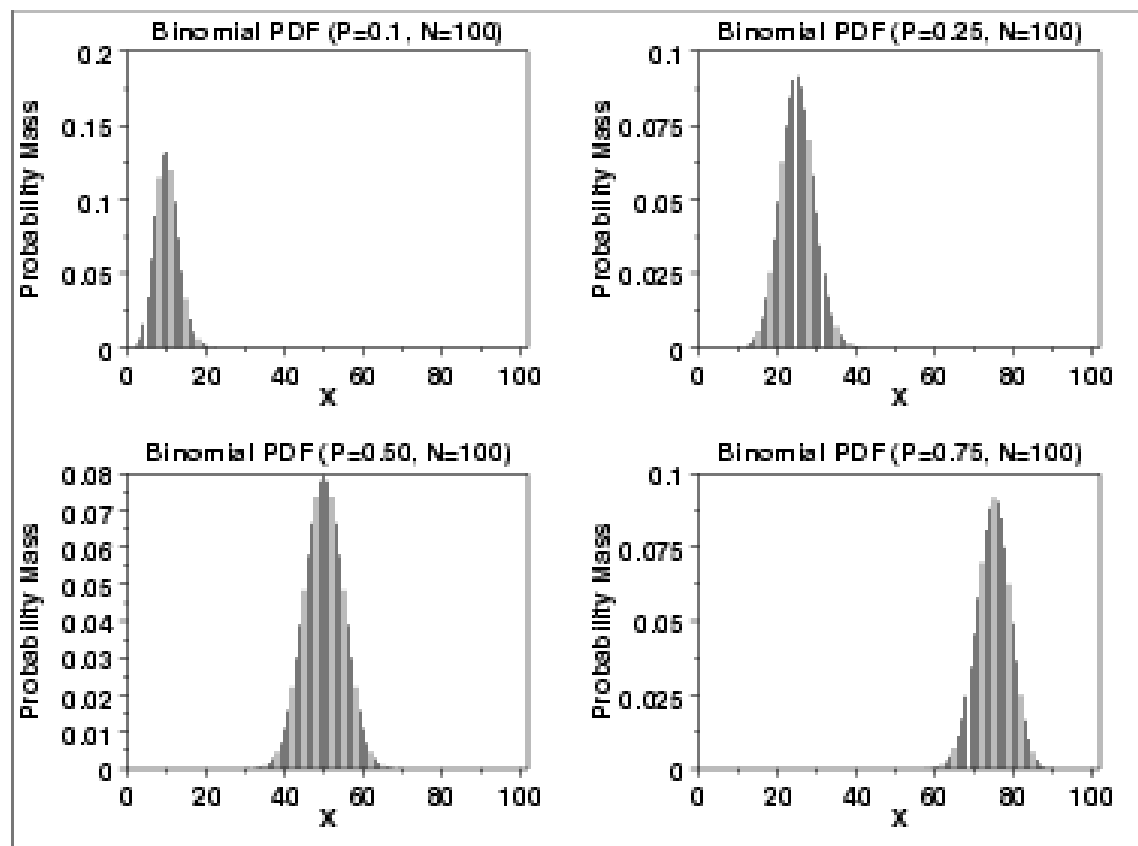 Binomial PDF (P=0.1, N=100)
Probability Mass
0.2
0.15
0.1
0.05
0
0 20 40 60 80 100
X
Binomial PDF (P=0.25, N=100)
Probability Mass
0.1
0.075
0.05
0.025
0
0 20 40 60 80 100
X
Binomial PDF (P=0.50, N=100)
Probability Mass
0.08
0.07
0.06
0.05
0.04
0.03
0.02
0.01
0
0 20 40 60 80 100
X
Binomial PDF (P=0.75, N=100)
Probability Mass
0.1
0.075
0.05
0.025
0
0 20 40 60 80 100
X